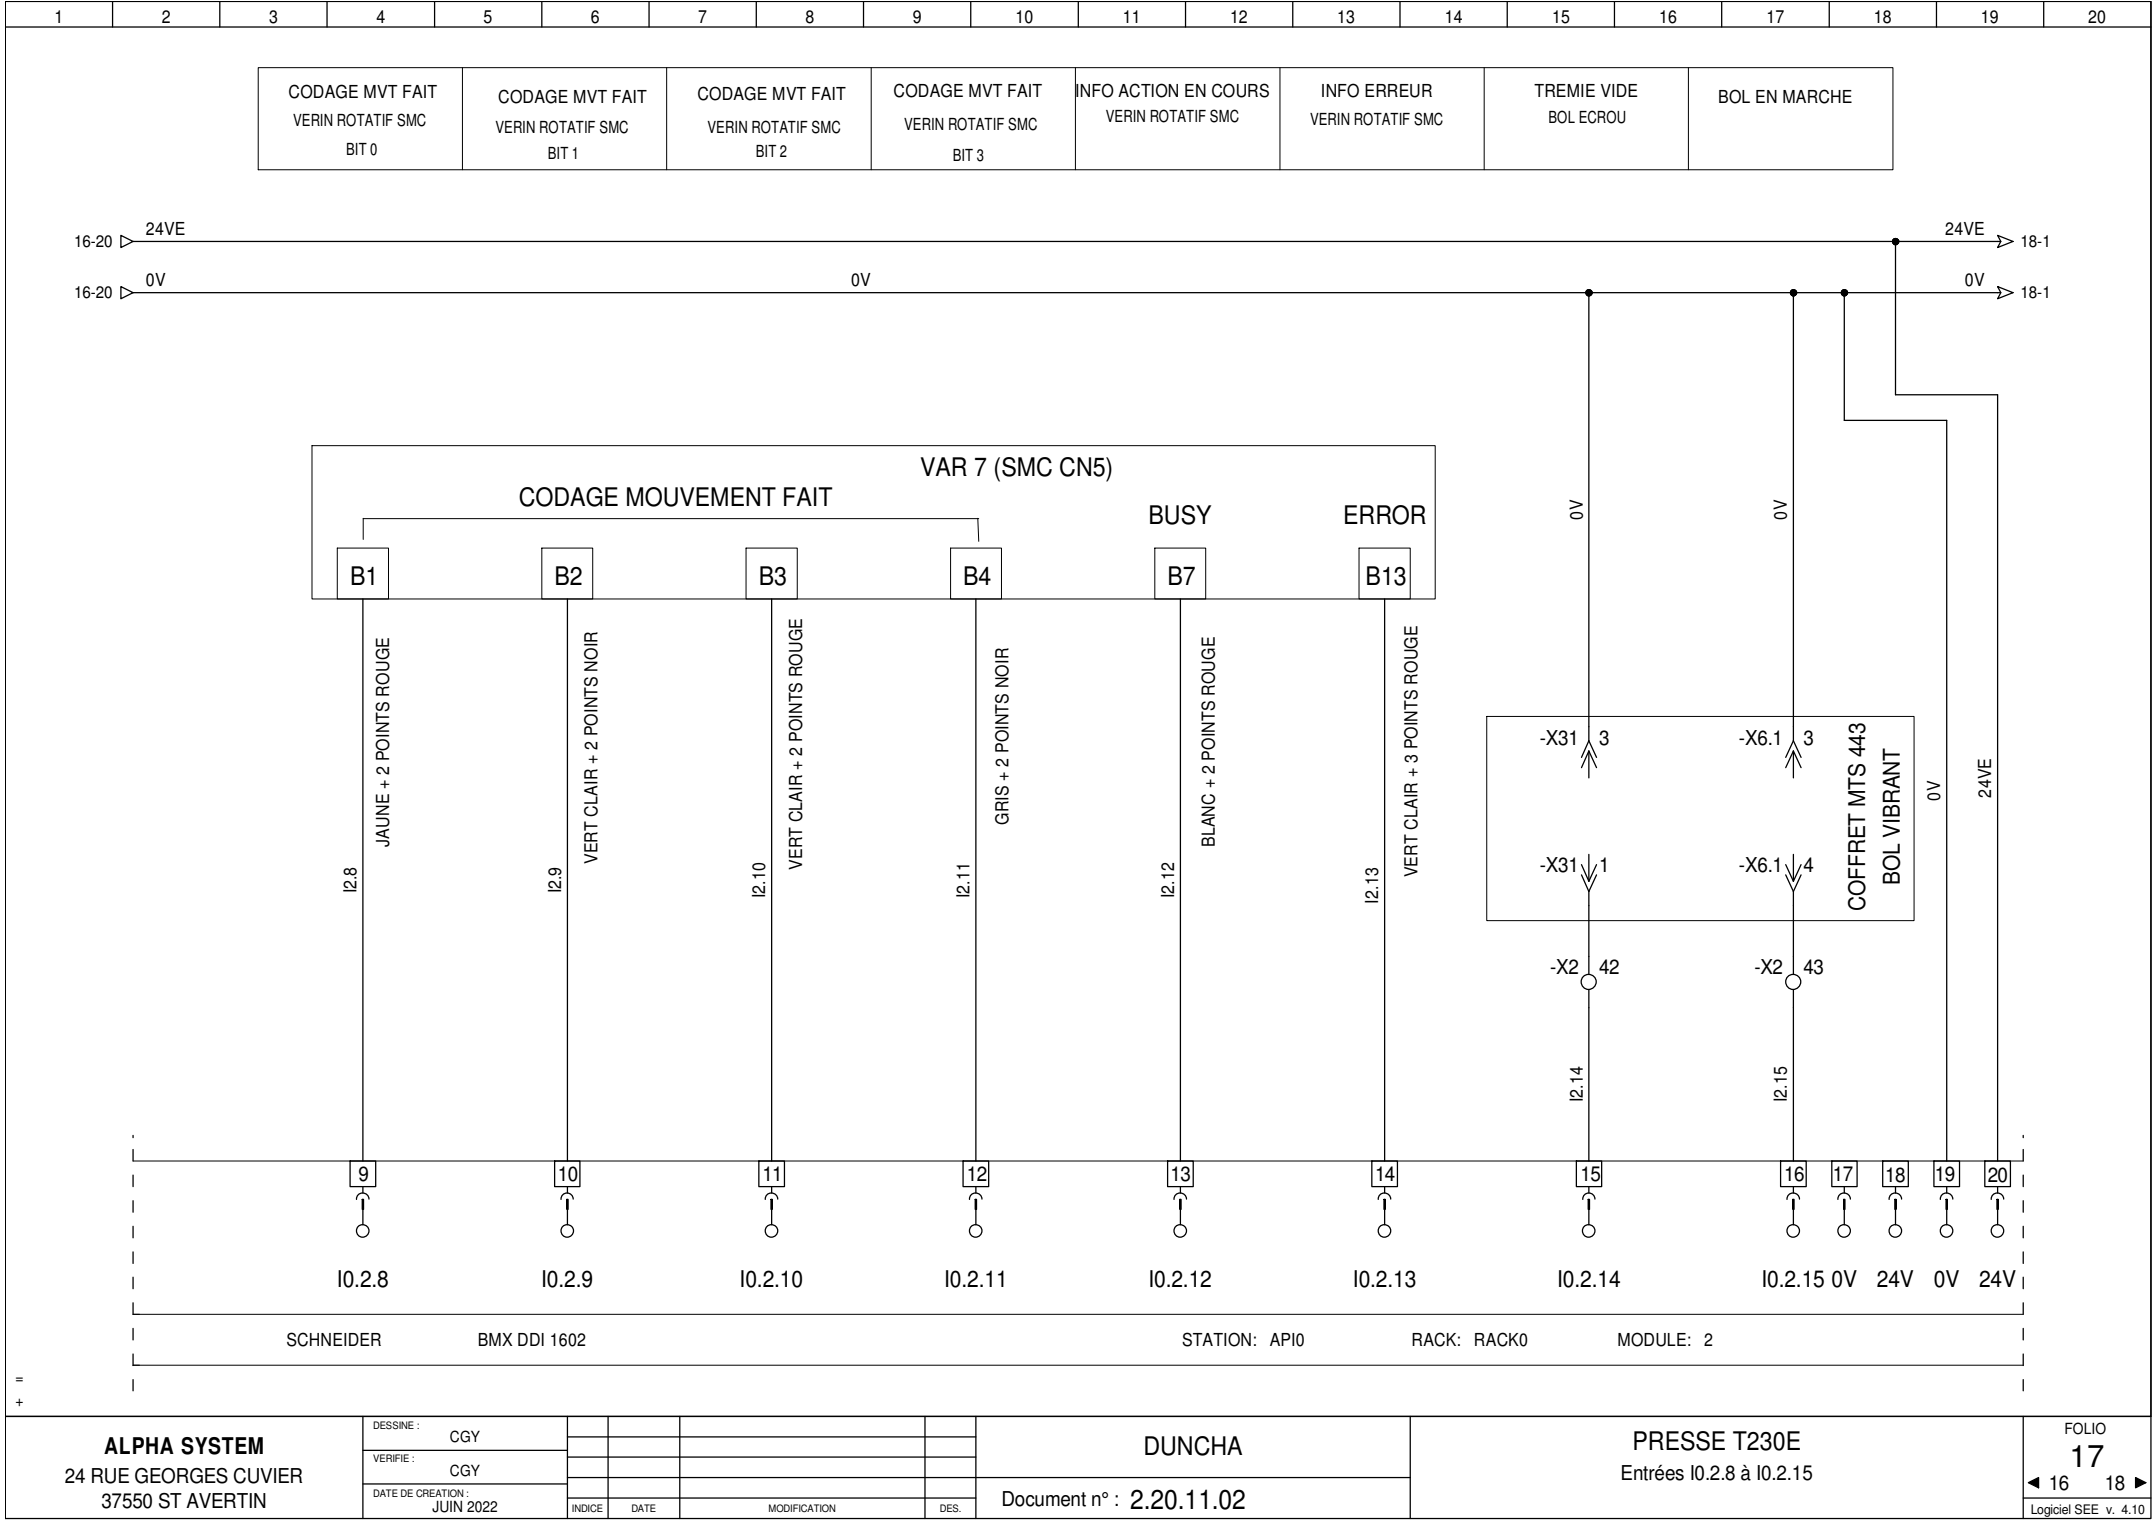 1 2 3 4 5 6 7 8 9 10 11 12 13 14 15 16 17 18 19 20
CODAGE MVT FAIT
VERIN ROTATIF SMC
BIT 0
CODAGE MVT FAIT
VERIN ROTATIF SMC
BIT 1
CODAGE MVT FAIT
VERIN ROTATIF SMC
BIT 2
CODAGE MVT FAIT
VERIN ROTATIF SMC
BIT 3
INFO ACTION EN COURS
VERIN ROTATIF SMC
INFO ERREUR
VERIN ROTATIF SMC
TREMIE VIDE
BOL ECROU
BOL EN MARCHE
16-20 24VE 24VE 18-1
16-20 0V 0V 0V 18-1
VAR 7 (SMC CN5)
CODAGE MOUVEMENT FAIT
BUSY ERROR
B1 B2 B3 B4 B7 B13
0V 0V
JAUNE + 2 POINTS ROUGE
VERT CLAIR + 2 POINTS NOIR
VERT CLAIR + 2 POINTS ROUGE
GRIS + 2 POINTS NOIR
BLANC + 2 POINTS ROUGE
VERT CLAIR + 3 POINTS ROUGE
I2.8 I2.9 I2.10 I2.11 I2.12 I2.13
-X31 3 -X6.1 3
-X31 1 -X6.1 4
COFFRET MTS 443
BOL VIBRANT
0V 24VE
-X2 42 -X2 43
I2.14 I2.15
9 10 11 12 13 14 15 16 17 18 19 20
I0.2.8 I0.2.9 I0.2.10 I0.2.11 I0.2.12 I0.2.13 I0.2.14 I0.2.15 0V 24V 0V 24V
SCHNEIDER BMX DDI 1602 STATION: API0 RACK: RACK0 MODULE: 2
=
+
ALPHA SYSTEM
24 RUE GEORGES CUVIER
37550 ST AVERTIN
DESSINE :
CGY
VERIFIE :
CGY
DATE DE CREATION :
JUIN 2022
INDICE DATE MODIFICATION DES.
DUNCHA
Document n° : 2.20.11.02
PRESSE T230E
Entrées I0.2.8 à I0.2.15
FOLIO
17
◄ 16 18 ►
Logiciel SEE v. 4.10